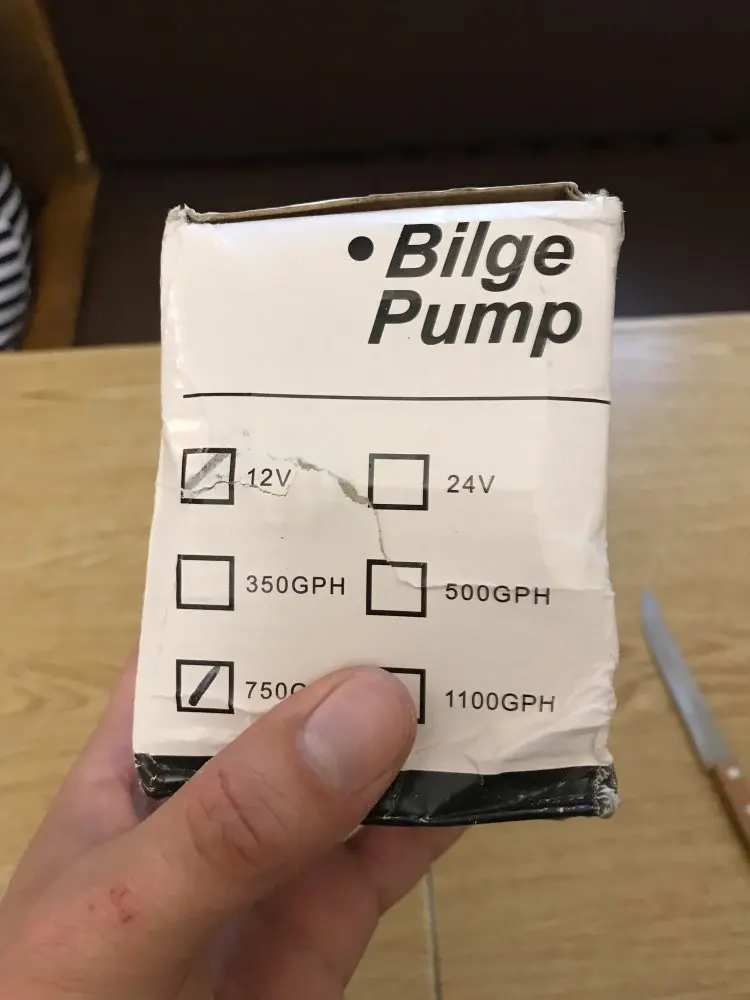 • Bilge
Pump
12V 24V
350GPH 500GPH
1100GPH